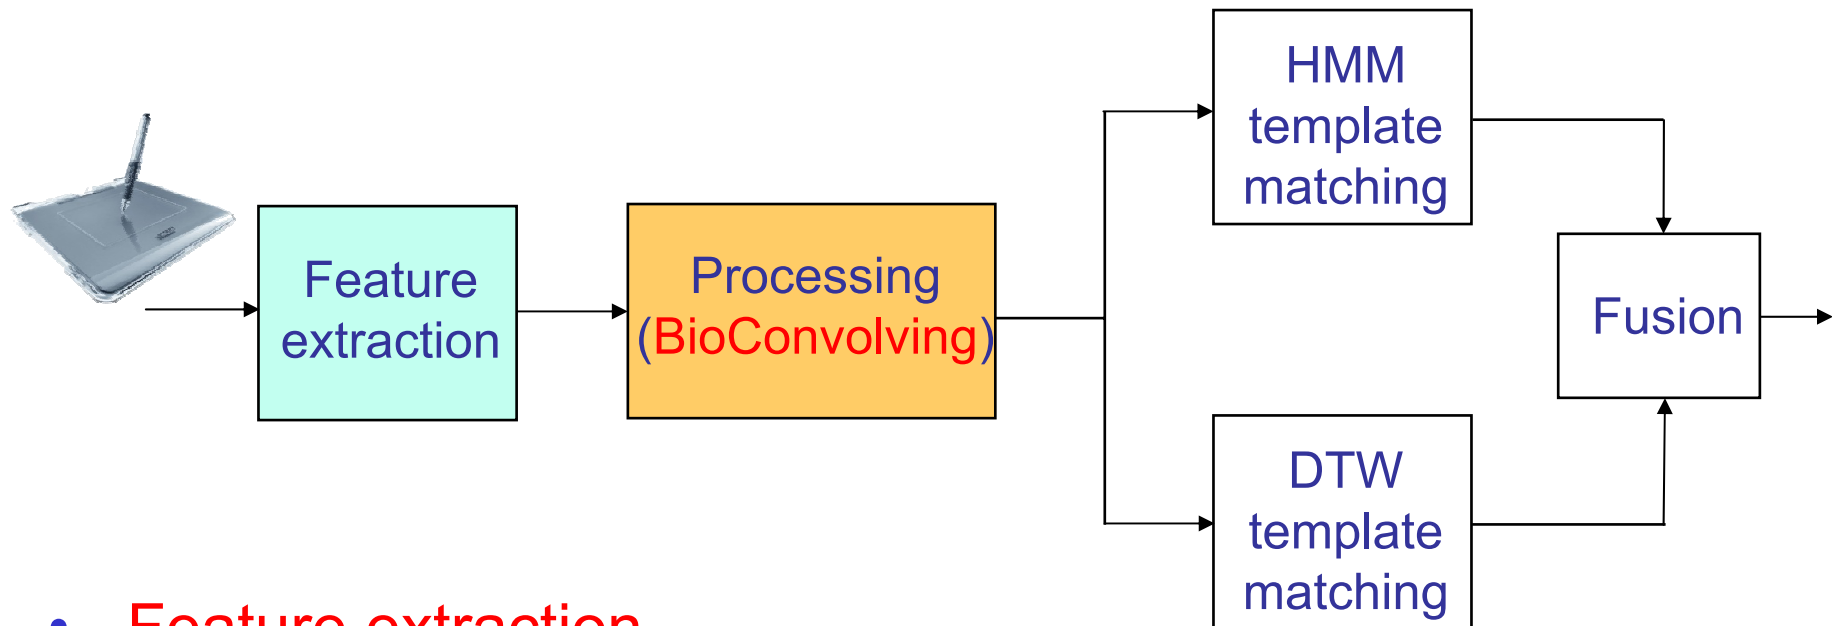 Feature
extraction
Processing
(BioConvolving)
HMM
template
matching
Fusion
DTW
template
matching
• Feature extraction